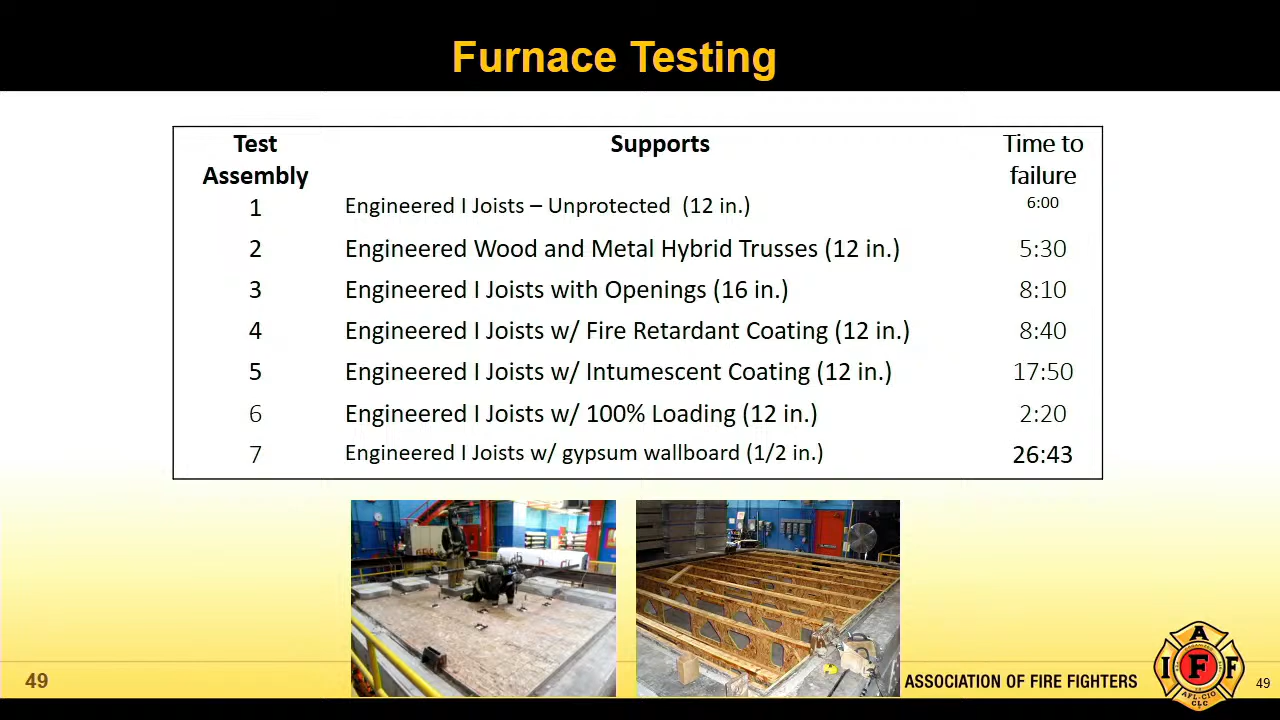 Furnace Testing
Test Assembly Supports Time to failure
1 Engineered I Joists – Unprotected (12 in.) 6:00
2 Engineered Wood and Metal Hybrid Trusses (12 in.) 5:30
3 Engineered I Joists with Openings (16 in.) 8:10
4 Engineered I Joists w/ Fire Retardant Coating (12 in.) 8:40
5 Engineered I Joists w/ Intumescent Coating (12 in.) 17:50
6 Engineered I Joists w/ 100% Loading (12 in.) 2:20
7 Engineered I Joists w/ gypsum wallboard (1/2 in.) 26:43
49
ASSOCIATION OF FIRE FIGHTERS
A
I F F
AFL-CIO
CLC
49